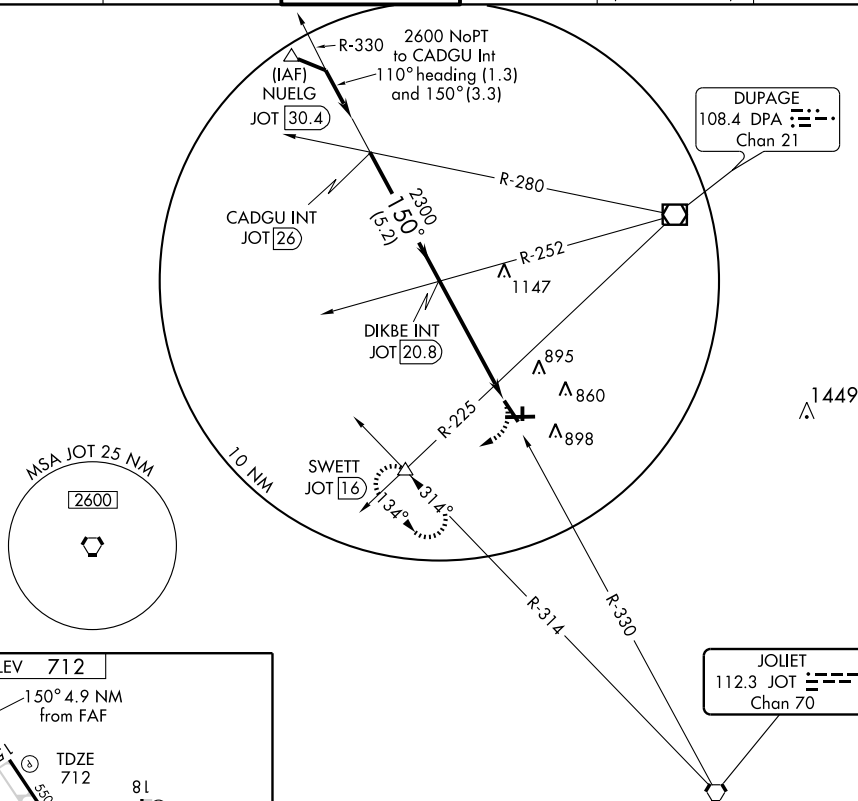 R-330
2600 NoPT
to CADGU Int
110° heading (1.3)
and 150° (3.3)
(IAF)
NUELG
JOT 30.4
DUPAGE
108.4 DPA
Chan 21
R-280
CADGU INT
JOT 26
2300
150°
(5.2)
R-252
1147
DIKBE INT
JOT 20.8
895
860
1449
898
R-225
10 NM
SWETT
JOT 16
314°
134°
MSA JOT 25 NM
2600
R-314
R-330
JOLIET
112.3 JOT
Chan 70
LEV 712
150° 4.9 NM
from FAF
TDZE
712
18